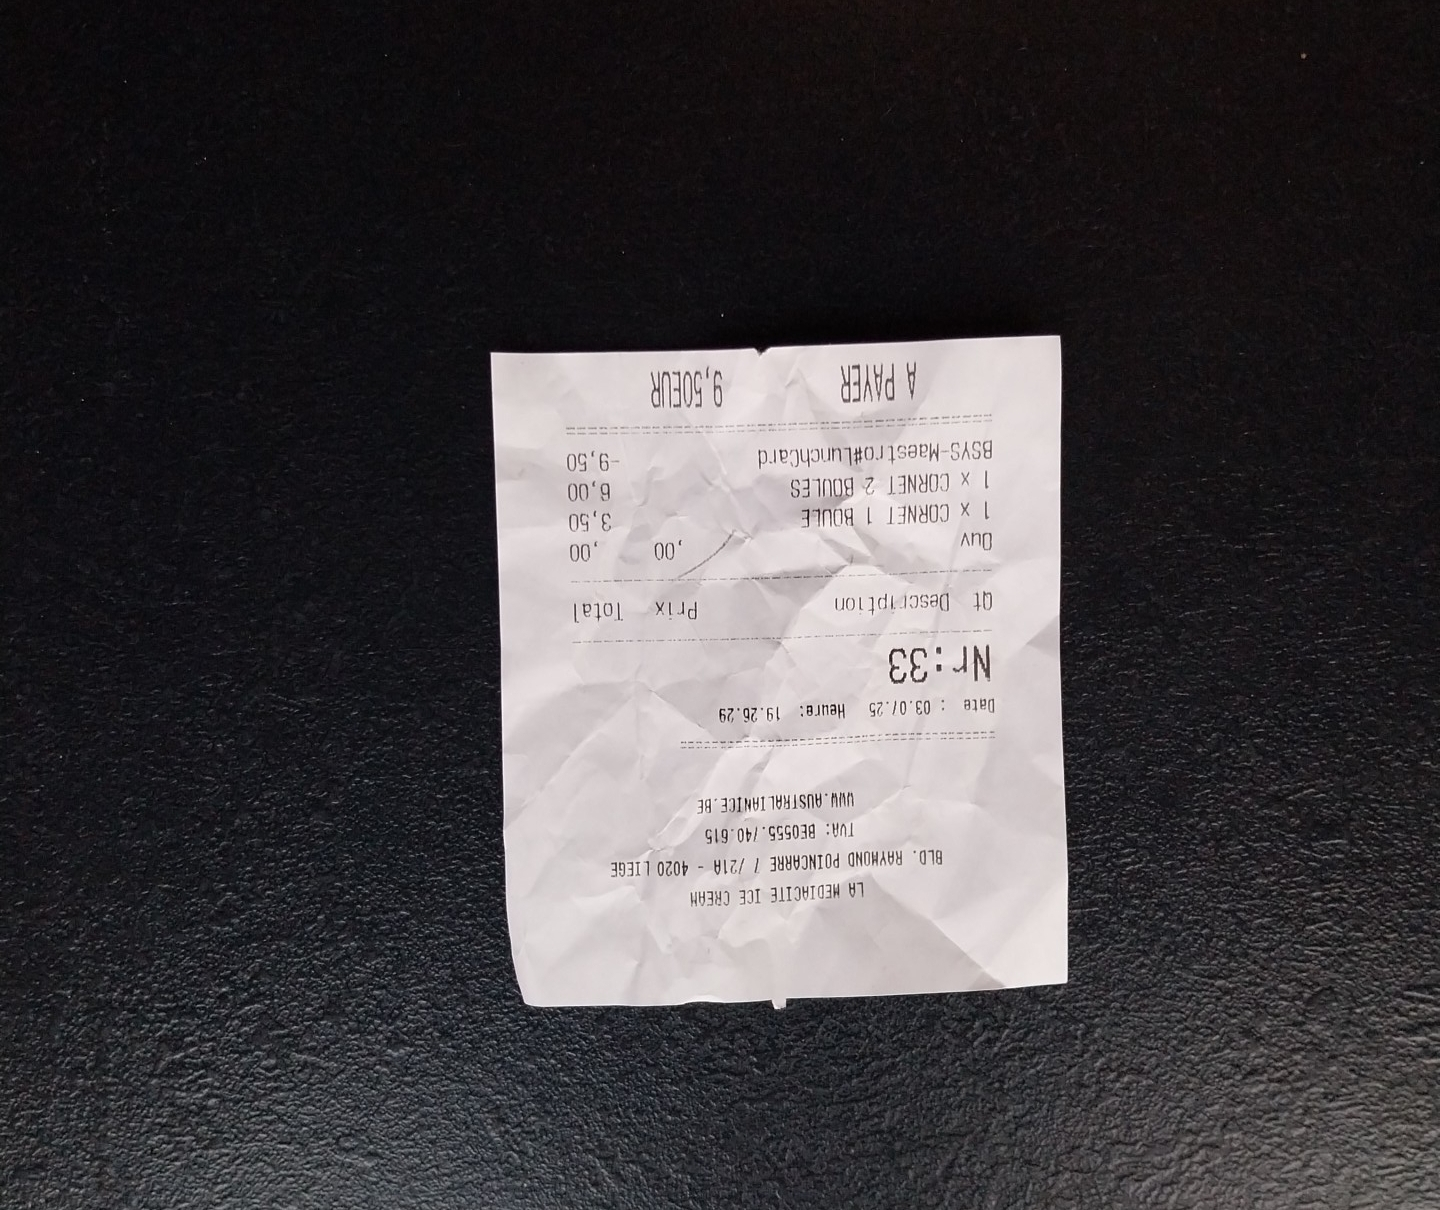 LA MEDIACITE ICE CREAM
BLD. RAYMOND POINCARRE 7 /21A - 4020 LIEGE
TVA: BE0555.740.615
WWW.AUSTRALIANICE.BE
Date : 03.07.25 Heure: 19.26.29
Nr:33
Qt Description Prix Total
Ouv ,00 ,00
1 x CORNET 1 BOULE 3,50
1 x CORNET 2 BOULES 6,00
BSYS-Maestro#LunchCard -9,50
A PAYER 9,50EUR